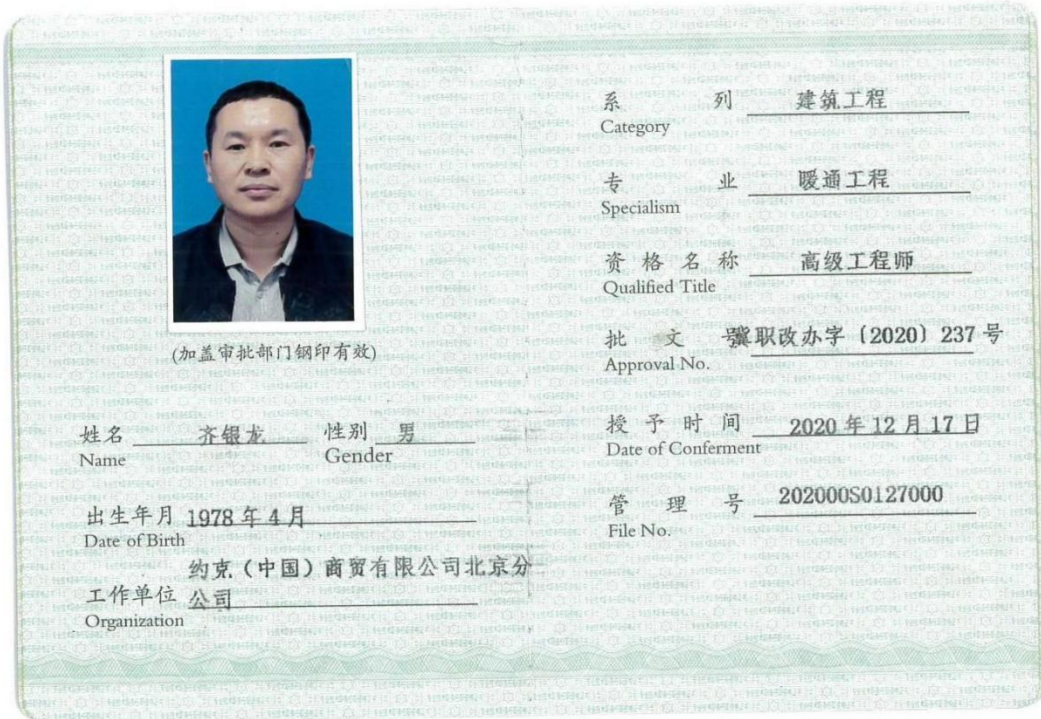 (加盖审批部门钢印有效)
姓名 齐银龙 性别 男
Name Gender
出生年月 1978年4月
Date of Birth
约克（中国）商贸有限公司北京分
工作单位 公司
Organization
系列 建筑工程
Category
专业 暖通工程
Specialism
资格名称 高级工程师
Qualified Title
批文号 冀职改办字〔2020〕237号
Approval No.
授予时间 2020年12月17日
Date of Conferment
管理号 202000S0127000
File No.